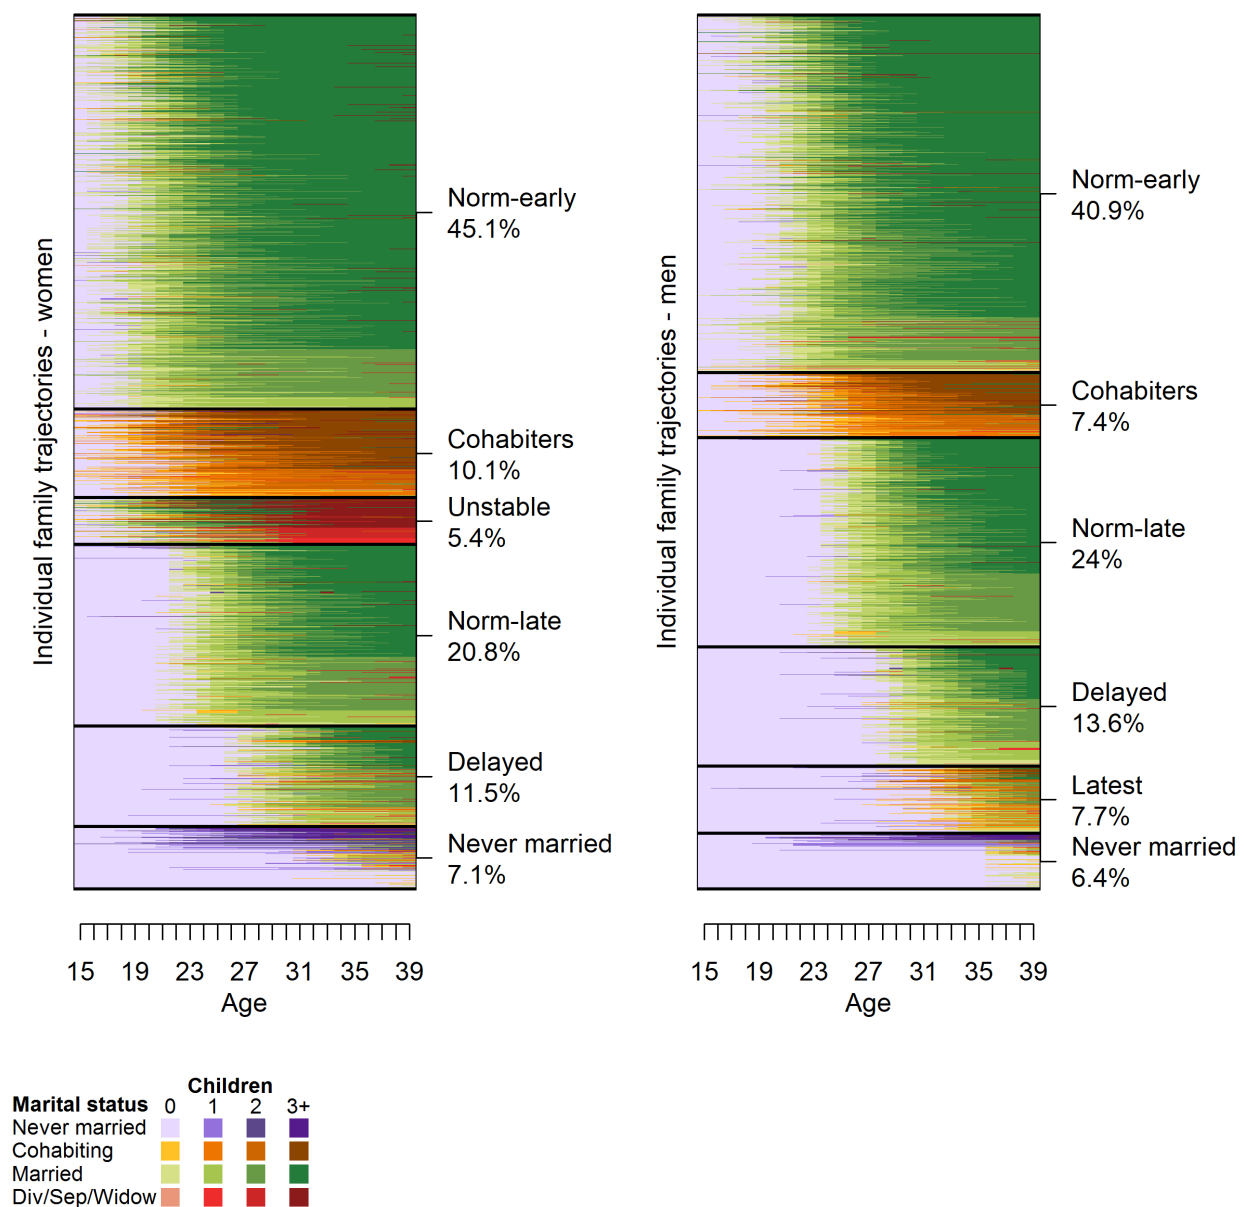 Individual family trajectories - women
Norm-early
45.1%
Cohabiters
10.1%
Unstable
5.4%
Norm-late
20.8%
Delayed
11.5%
Never married
7.1%
15 19 23 27 31 35 39
Age
Individual family trajectories - men
Norm-early
40.9%
Cohabiters
7.4%
Norm-late
24%
Delayed
13.6%
Latest
7.7%
Never married
6.4%
15 19 23 27 31 35 39
Age
Children
Marital status 0 1 2 3+
Never married
Cohabiting
Married
Div/Sep/Widow